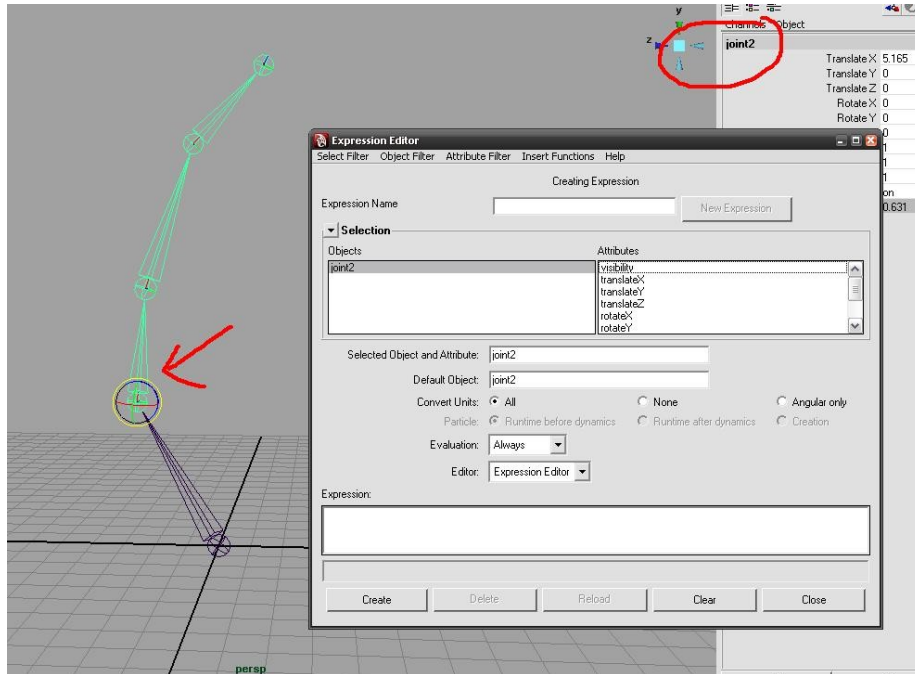 y
z
Channels Object
joint2
Translate X 5.165
Translate Y 0
Translate Z 0
Rotate X 0
Rotate Y 0
0
1
1
1
on
0.631
Expression Editor
Select Filter Object Filter Attribute Filter Insert Functions Help
Creating Expression
Expression Name
New Expression
Selection
Objects Attributes
joint2 visibility
translateX
translateY
translateZ
rotateX
rotateY
Selected Object and Attribute: joint2
Default Object: joint2
Convert Units: All None Angular only
Particle: Runtime before dynamics Runtime after dynamics Creation
Evaluation: Always
Editor: Expression Editor
Expression:
Create Delete Reload Clear Close
persp